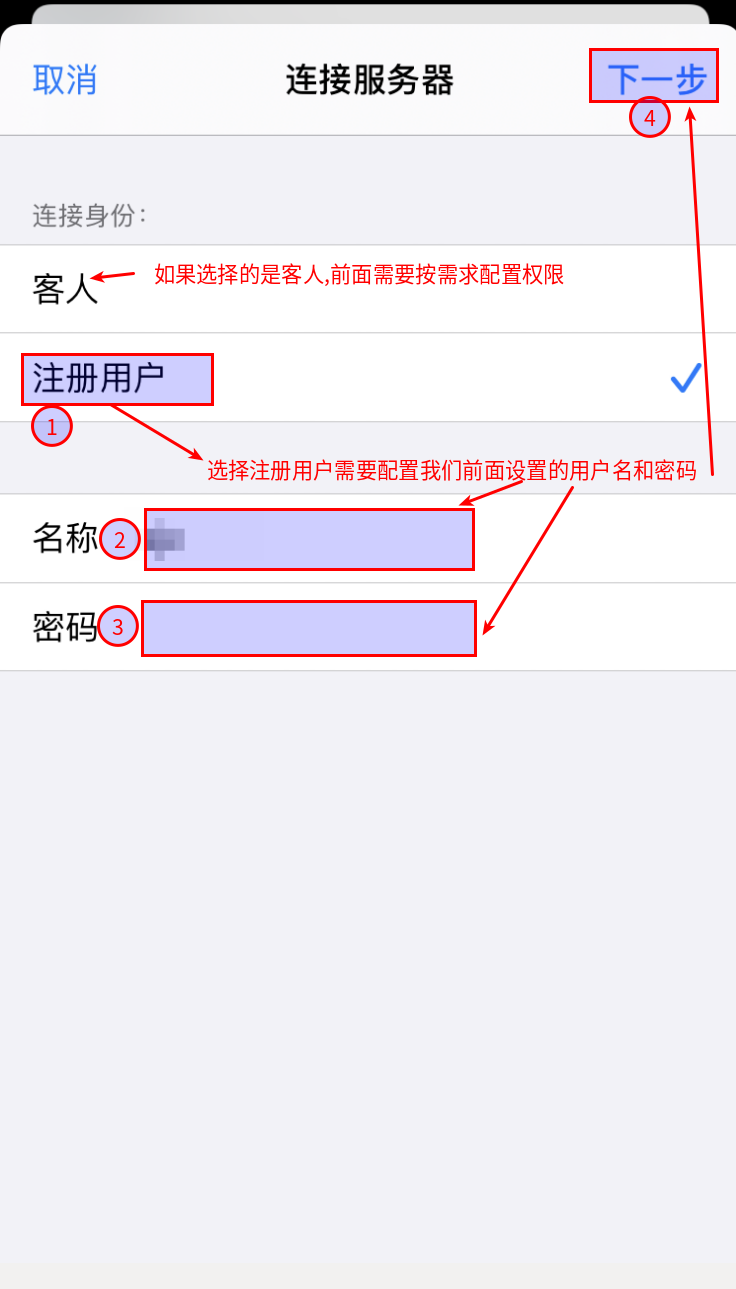 取消
连接服务器
下一步
4
连接身份：
客人
如果选择的是客人,前面需要按需求配置权限
注册用户
1
选择注册用户需要配置我们前面设置的用户名和密码
名称
2
密码
3